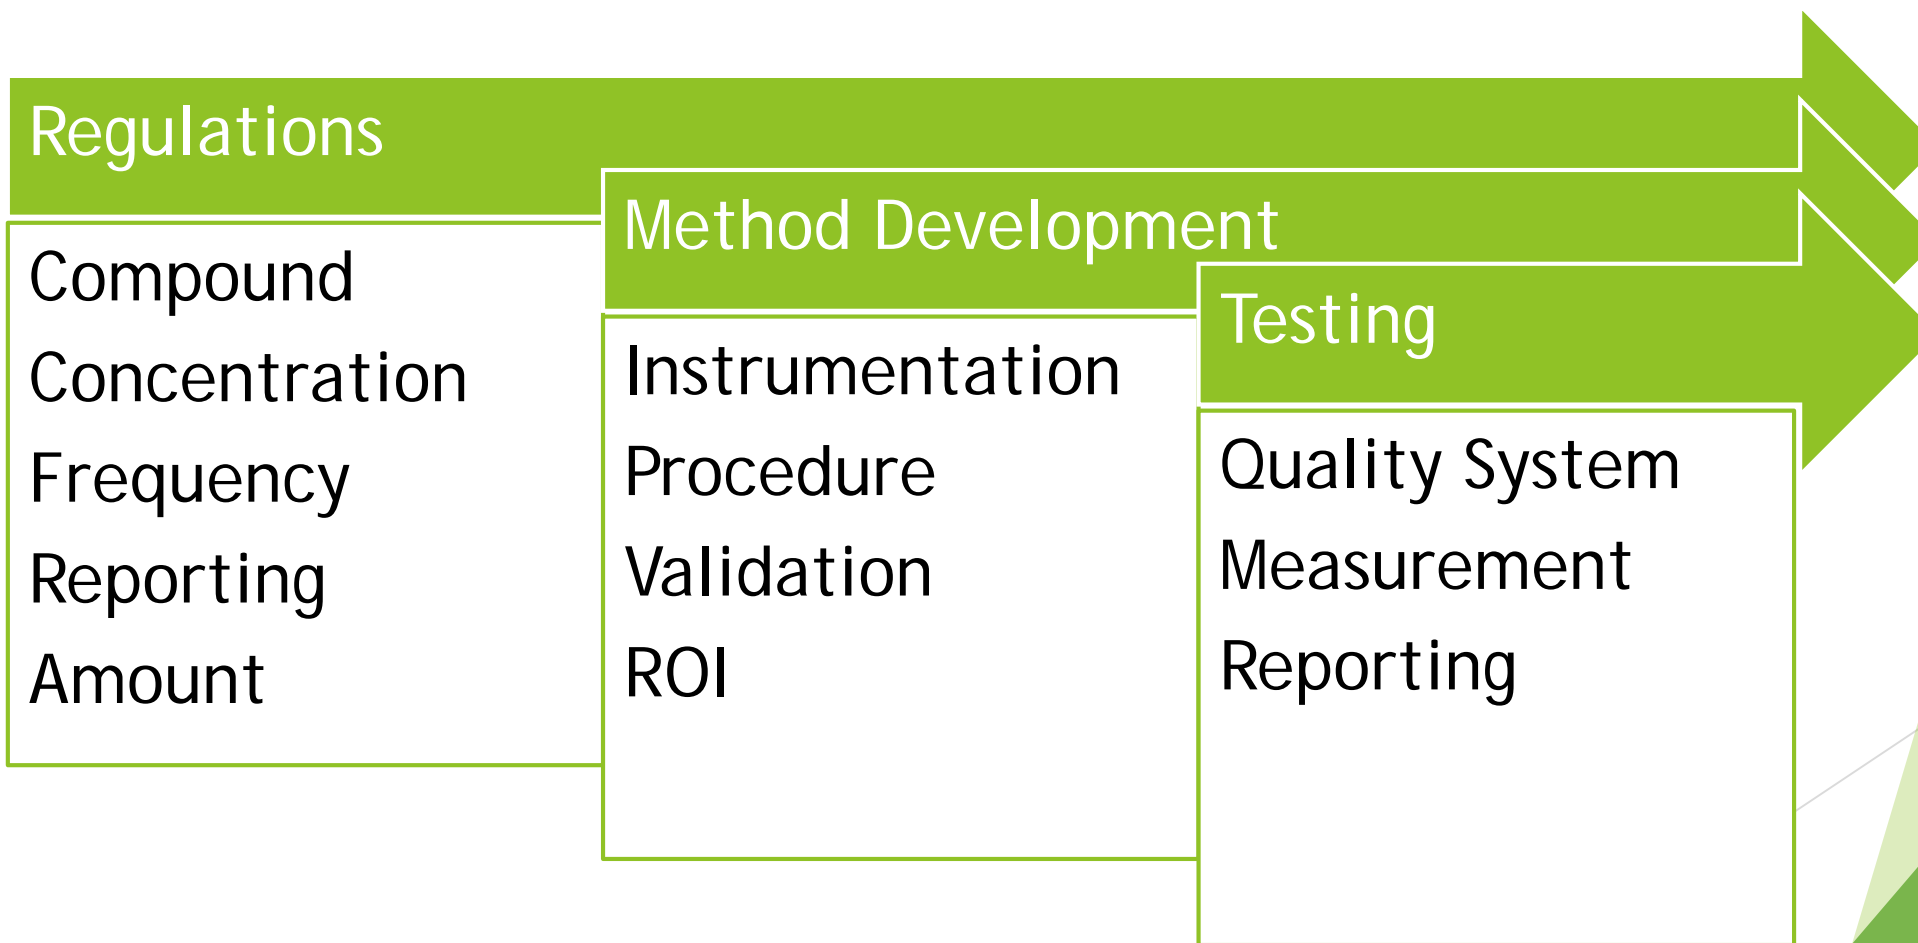 Regulations
Compound
Concentration
Frequency
Reporting
Amount
Method Development
Instrumentation
Procedure
Validation
ROI
Testing
Quality System
Measurement
Reporting